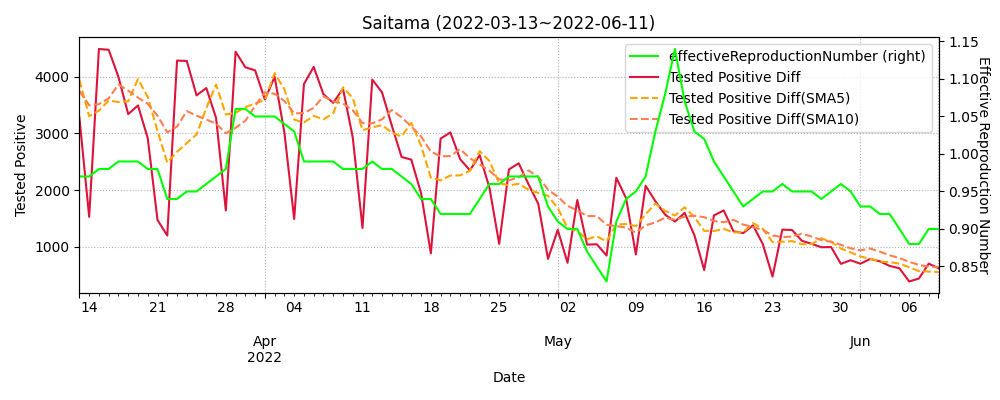 Saitama (2022-03-13~2022-06-11)
effectiveReproductionNumber (right)
Tested Positive Diff
Tested Positive Diff(SMA5)
Tested Positive Diff(SMA10)
Tested Positive
4000
3000
2000
1000
1.15
1.10
1.05
1.00
0.95
0.90
0.85
Effective Reproduction Number
14 21 28 04 11 18 25 02 09 16 23 30 06
Apr May Jun
2022
Date